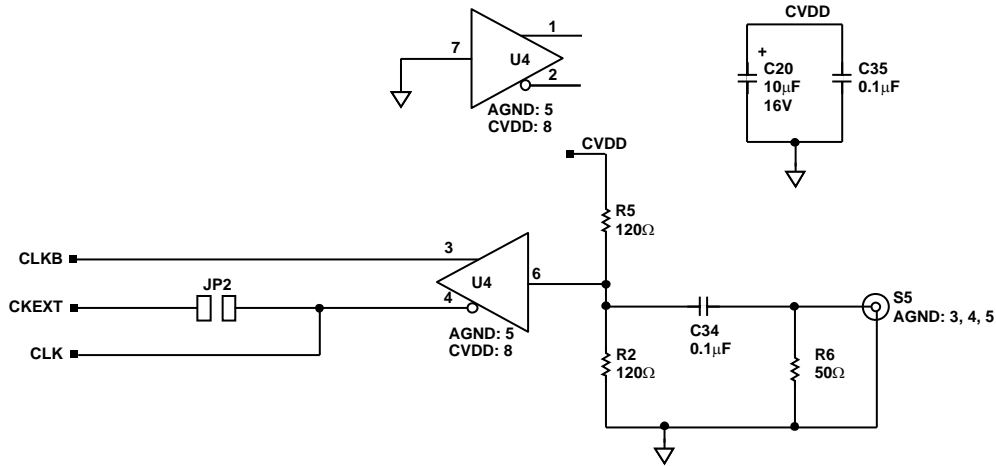 1
7
U4
2
AGND: 5
CVDD: 8
CVDD
+
C20
10μF
16V
C35
0.1μF
CVDD
R5
120Ω
CLKB
3
U4
6
JP2
CKEXT
4
AGND: 5
CVDD: 8
CLK
S5
AGND: 3, 4, 5
C34
0.1μF
R2
120Ω
R6
50Ω